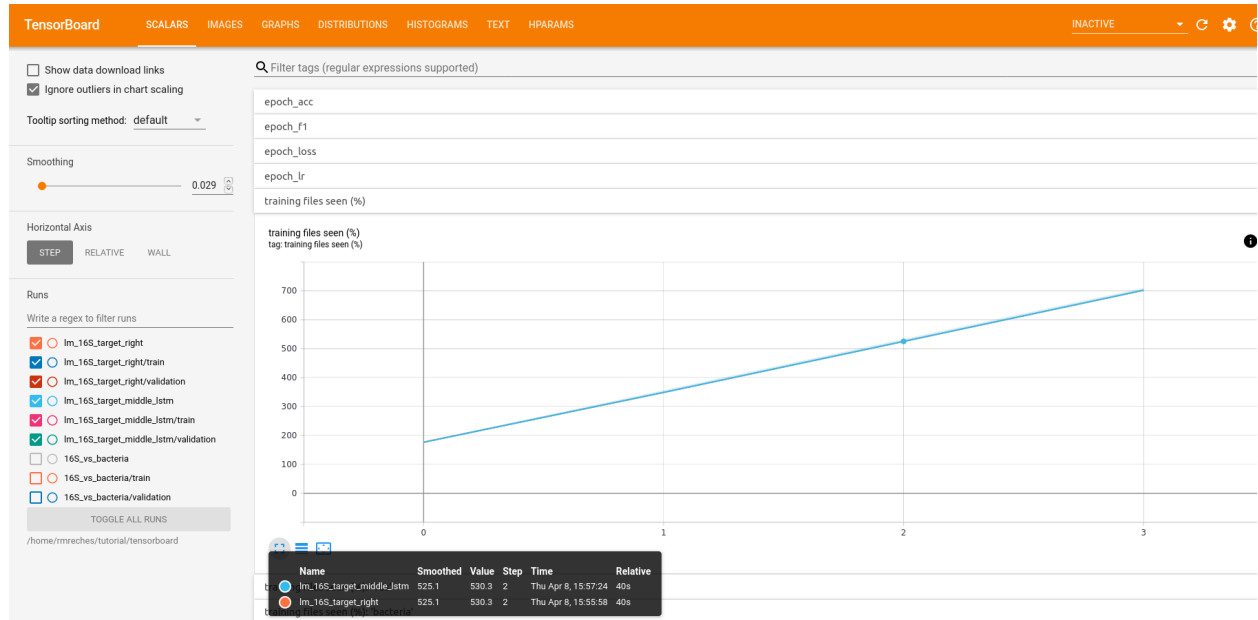 TensorBoard SCALARS IMAGES GRAPHS DISTRIBUTIONS HISTOGRAMS TEXT HPARAMS INACTIVE
Show data download links
Ignore outliers in chart scaling
Tooltip sorting method: default
Smoothing
0.029
Horizontal Axis
STEP RELATIVE WALL
Runs
Write a regex to filter runs
lm_16S_target_right
lm_16S_target_right/train
lm_16S_target_right/validation
lm_16S_target_middle_lstm
lm_16S_target_middle_lstm/train
lm_16S_target_middle_lstm/validation
16S_vs_bacteria
16S_vs_bacteria/train
16S_vs_bacteria/validation
TOGGLE ALL RUNS
/home/rmreches/tutorial/tensorboard
Filter tags (regular expressions supported)
epoch_acc
epoch_f1
epoch_loss
epoch_lr
training files seen (%)
training files seen (%)
tag: training files seen (%)
700
600
500
400
300
200
100
0
0 1 2 3
Name Smoothed Value Step Time Relative
lm_16S_target_middle_lstm 525.1 530.3 2 Thu Apr 8, 15:57:24 40s
lm_16S_target_right 525.1 530.3 2 Thu Apr 8, 15:55:58 40s
training files seen (%): 'bacteria'